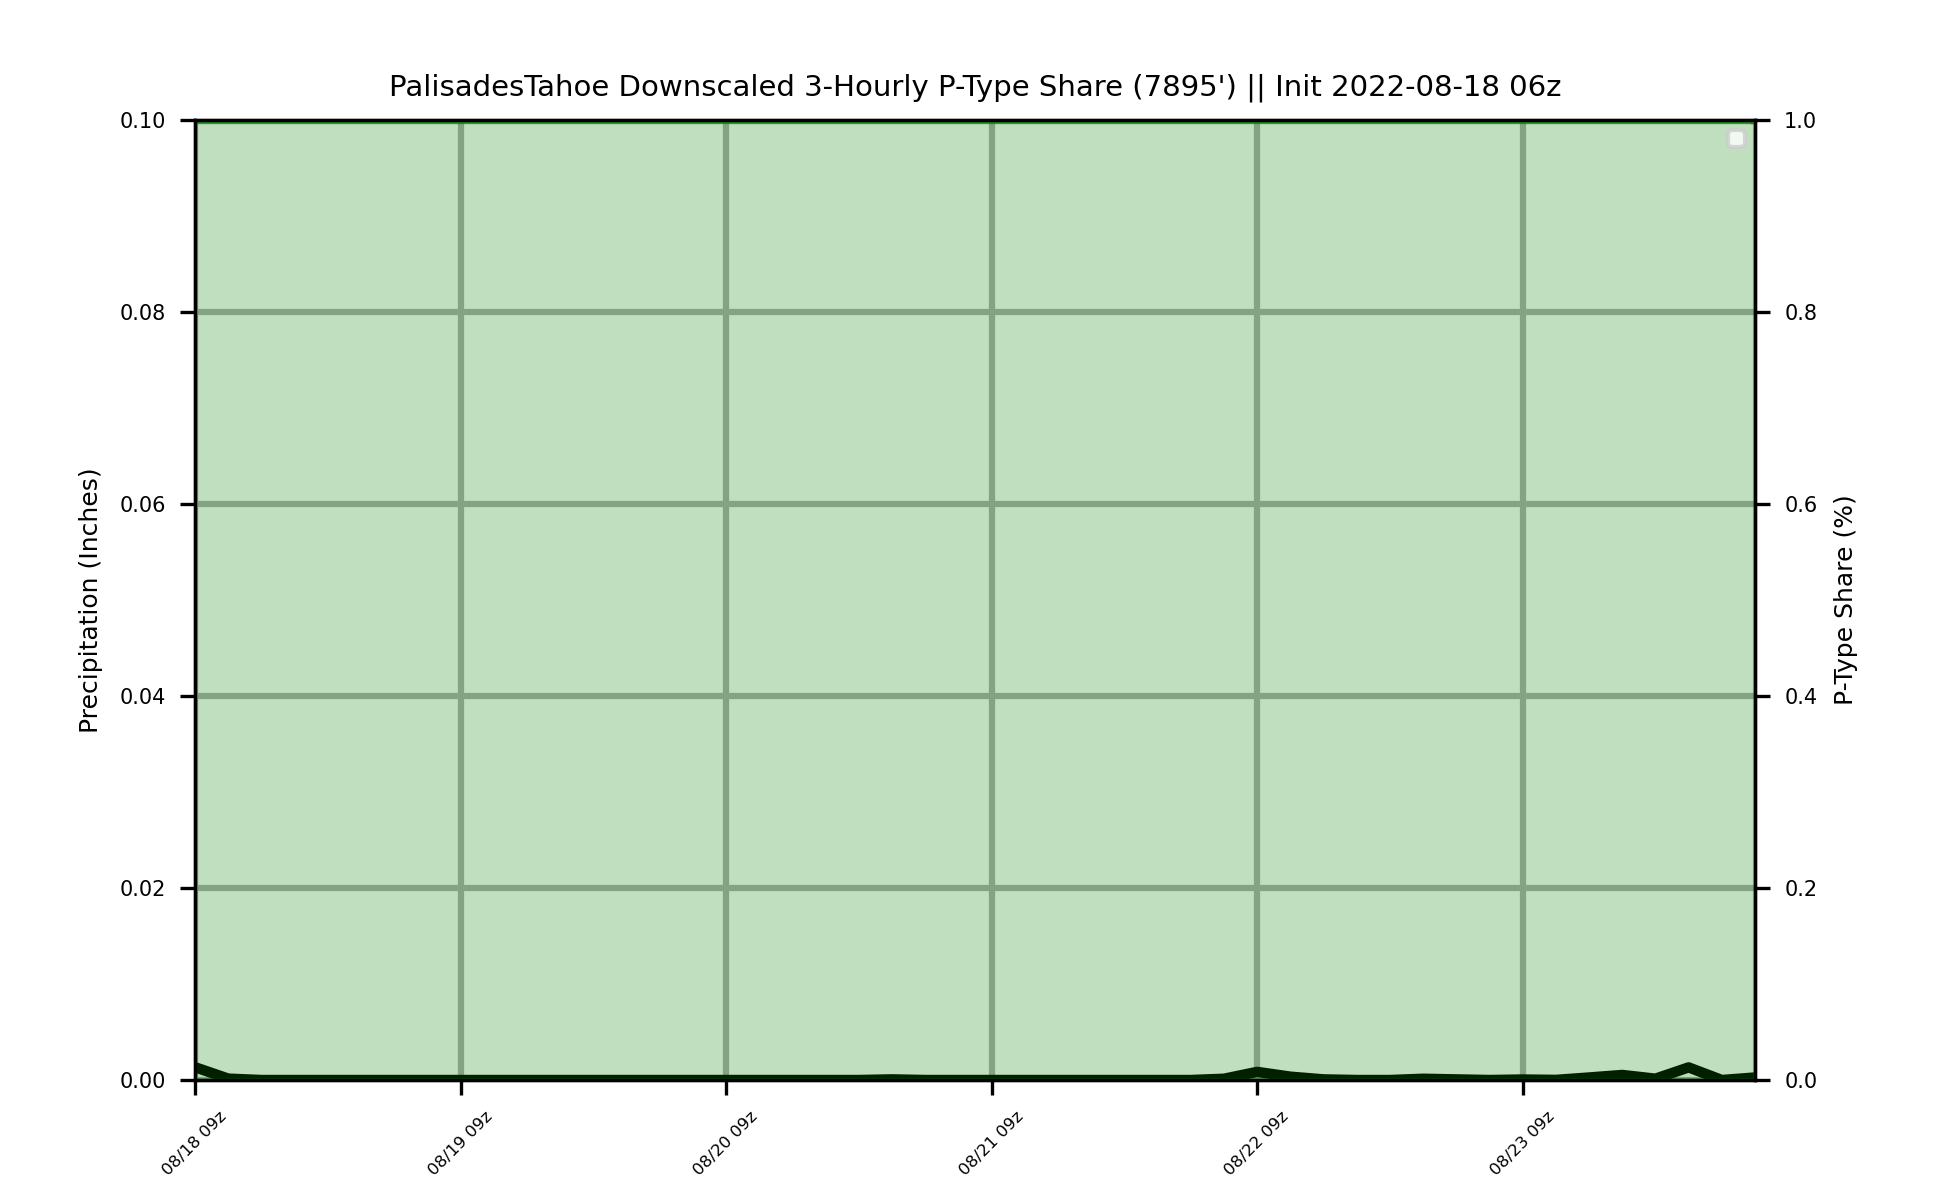 PalisadesTahoe Downscaled 3-Hourly P-Type Share (7895') || Init 2022-08-18 06z
0.10
0.08
0.06
0.04
0.02
0.00
Precipitation (Inches)
1.0
0.8
0.6
0.4
0.2
0.0
P-Type Share (%)
08/18 09z
08/19 09z
08/20 09z
08/21 09z
08/22 09z
08/23 09z